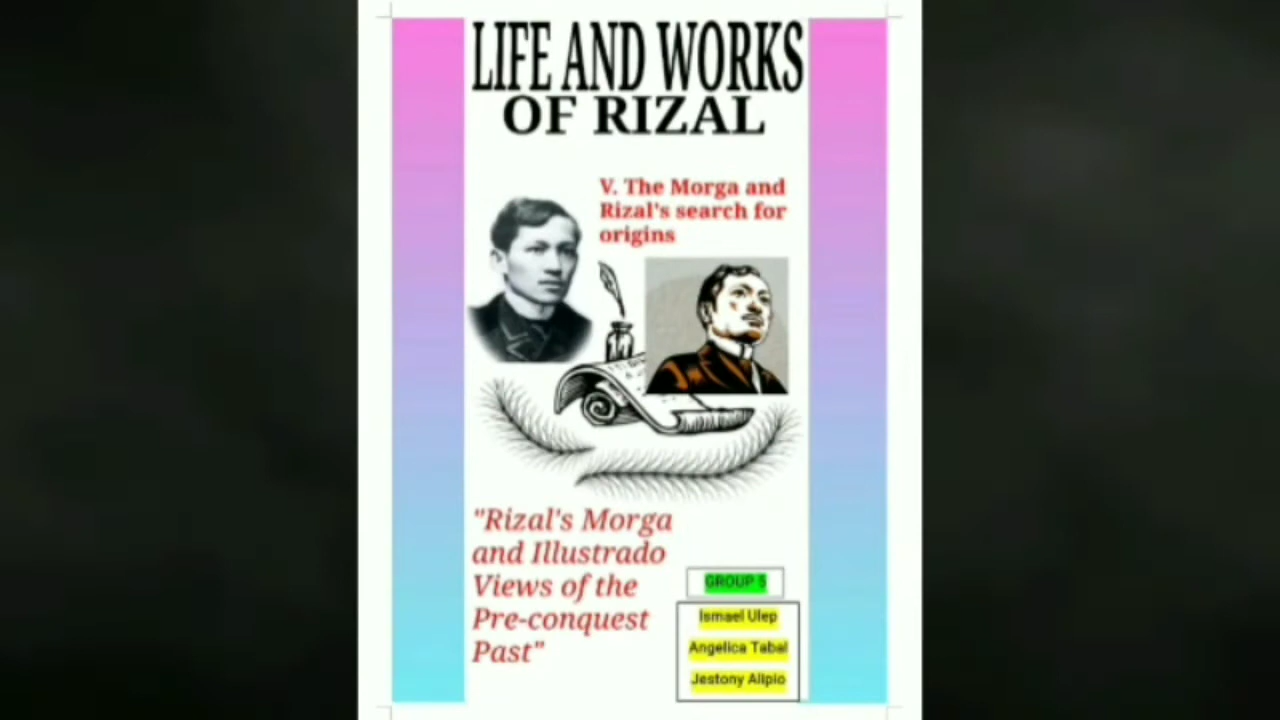 LIFE AND WORKS
OF RIZAL
V. The Morga and
Rizal's search for
origins
"Rizal's Morga
and Illustrado
Views of the
Pre-conquest
Past"
GROUP 5
Ismael Ulep
Angelica Tabal
Jestony Alipio